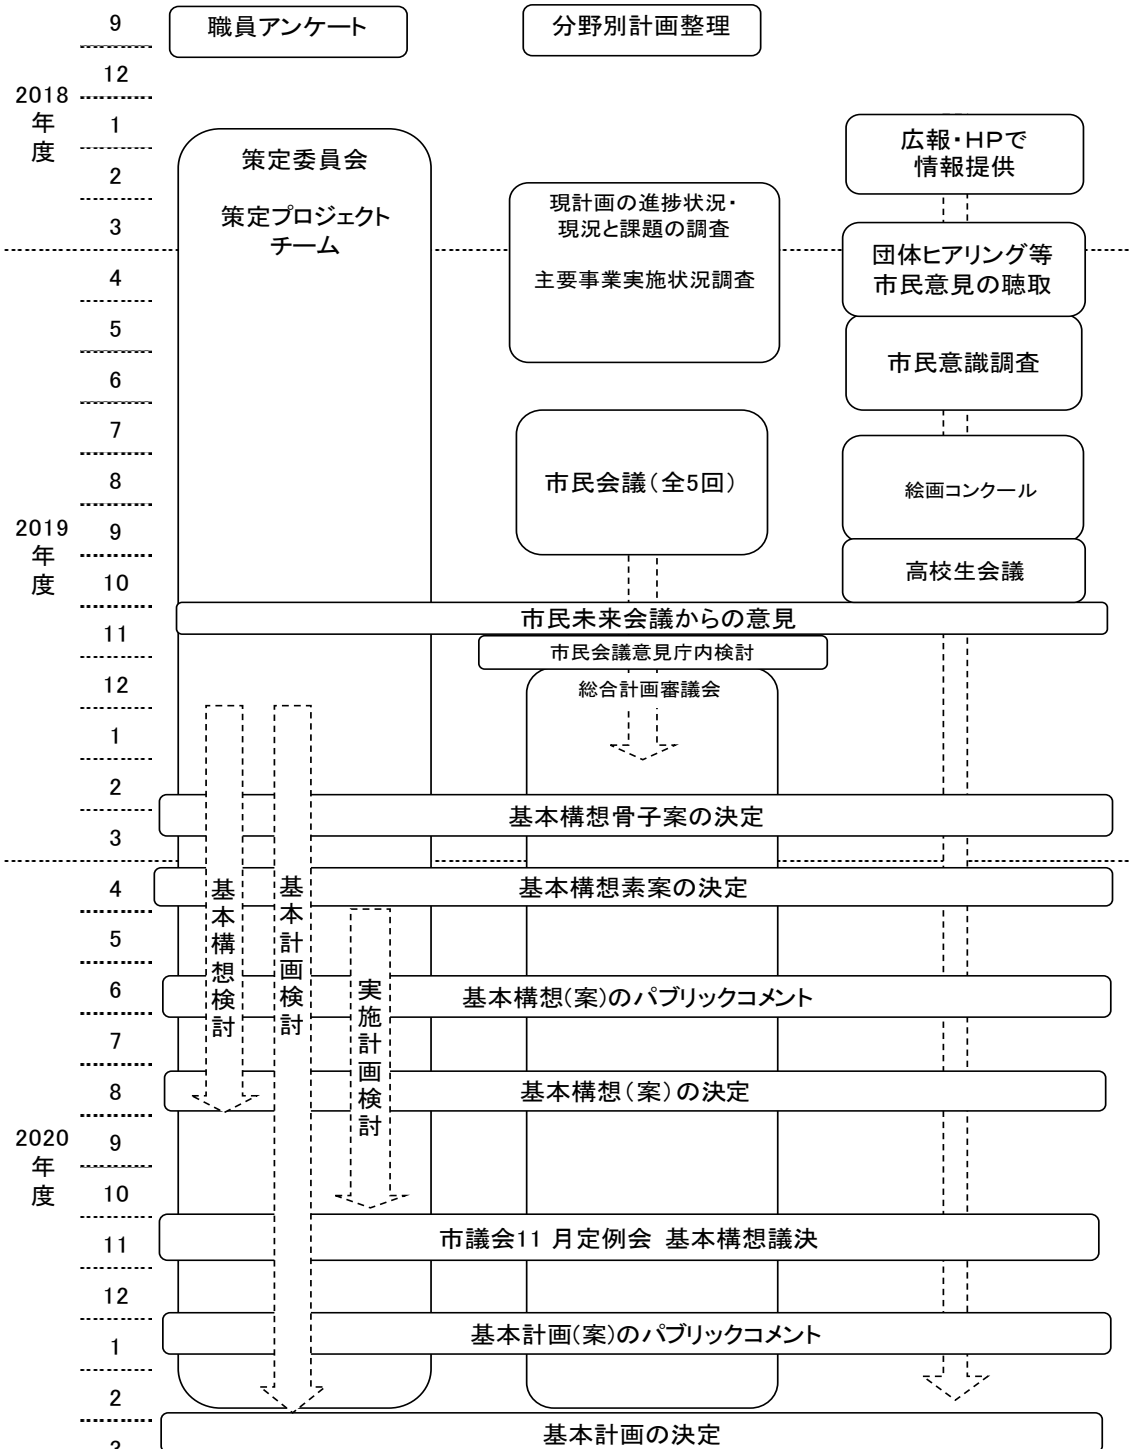 9
職員アンケート
分野別計画整理
12
2018
年
度
1
広報・HPで
情報提供
策定委員会
2
現計画の進捗状況・
現況と課題の調査
策定プロジェクト
チーム
3
団体ヒアリング等
市民意見の聴取
4
主要事業実施状況調査
5
市民意識調査
6
7
市民会議(全5回)
8
絵画コンクール
2019
年
度
9
高校生会議
10
市民未来会議からの意見
11
市民会議意見庁内検討
12
総合計画審議会
1
2
基本構想骨子案の決定
3
4
基本構想素案の決定
基本構想検討
基本計画検討
5
6
基本構想(案)のパブリックコメント
実施計画検討
7
8
基本構想(案)の決定
2020
年
度
9
10
11
市議会11 月定例会 基本構想議決
12
1
基本計画(案)のパブリックコメント
2
基本計画の決定
3